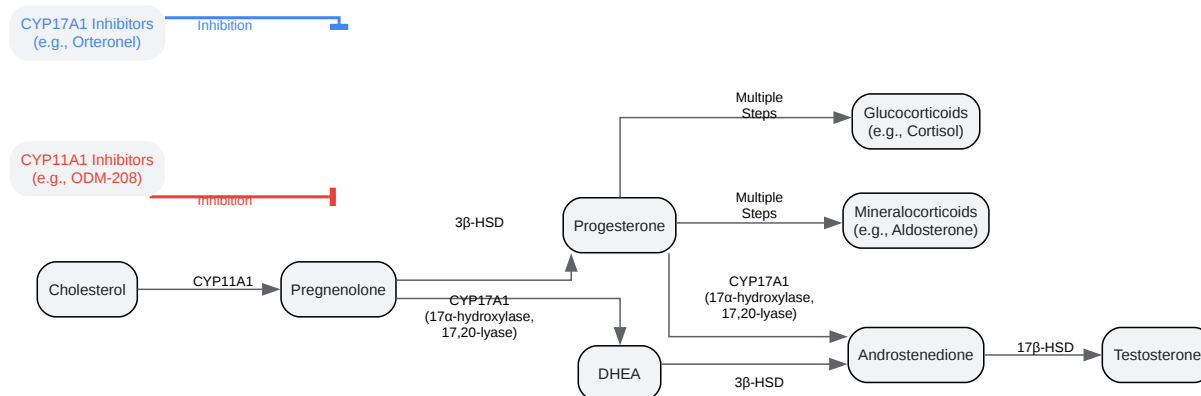 CYP17A1 Inhibitors
(e.g., Orteronel)
Inhibition
CYP11A1 Inhibitors
(e.g., ODM-208)
Inhibition
Multiple
Steps
Glucocorticoids
(e.g., Cortisol)
Multiple
Steps
Mineralocorticoids
(e.g., Aldosterone)
3β-HSD
Progesterone
Cholesterol
CYP11A1
Pregnenolone
CYP17A1
(17α-hydroxylase,
17,20-lyase)
CYP17A1
(17α-hydroxylase,
17,20-lyase)
DHEA
3β-HSD
Androstenedione
17β-HSD
Testosterone